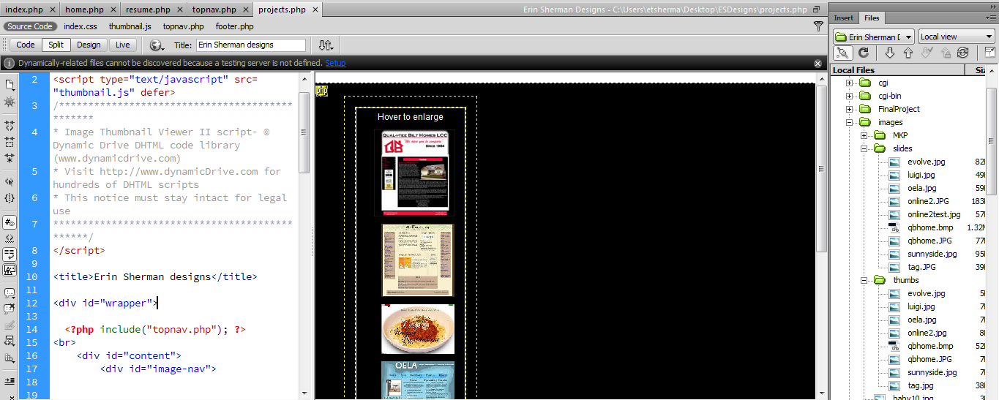 index.php × home.php × resume.php × topnav.php × projects.php × Erin Sherman Designs - C:\Users\etsherma\Desktop\ESDesigns\projects.php
Source Code index.css thumbnail.js topnav.php footer.php
Code Split Design Live Title: Erin Sherman designs
Dynamically-related files cannot be discovered because a testing server is not defined. Setup
2 <script type="text/javascript" src=
"thumbnail.js" defer>
3 /*****************************************
*******
4 * Image Thumbnail Viewer II script- ©
Dynamic Drive DHTML code library
(www.dynamicdrive.com)
5 * Visit http://www.dynamicDrive.com for
hundreds of DHTML scripts
6 * This notice must stay intact for legal
use
7 *****************************************
******/
8 </script>
9
10 <title>Erin Sherman designs</title>
11
12 <div id="wrapper">
13
14 <?php include("topnav.php"); ?>
15 <br>
16 <div id="content">
17 <div id="image-nav">
18
19
php
Hover to enlarge
QUAL-ITEE BILT HOMES LCC
QB
SINCE 1984
OELA
Insert Files
Erin Sherman D Local view
Local Files Siz
cgi
cgi-bin
FinalProject
images
MKP
slides
evolve.jpg 82
luigi.jpg 49
oela.jpg 59
online2.JPG 183
online2test.jpg 57
qbhome.bmp 1.32
qbhome.JPG 77
sunnyside.jpg 95
tag.JPG 39
thumbs
evolve.jpg 5
luigi.jpg 7
oela.jpg 7
online2.jpg 8
qbhome.bmp 52
qbhome.JPG 7
sunnyside.jpg 7
tag.jpg 38
baby10.jpg